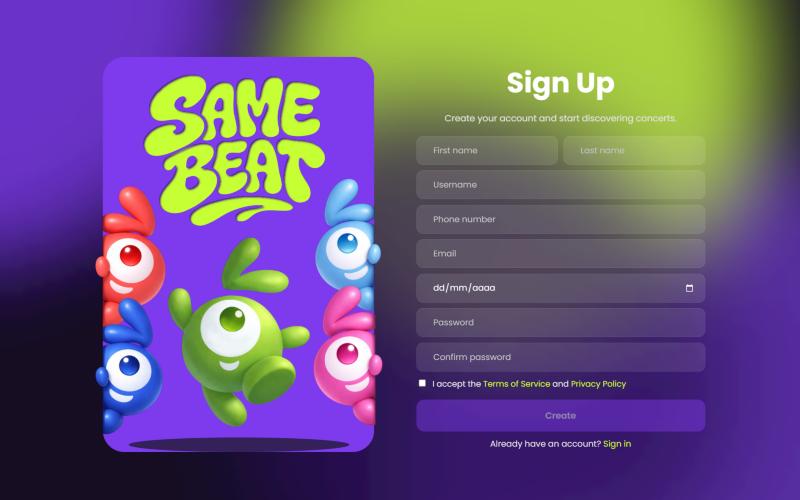 SAME
BEAT
Sign Up
Create your account and start discovering concerts.
First name
Last name
Username
Phone number
Email
dd/mm/aaaa
Password
Confirm password
I accept the Terms of Service and Privacy Policy
Create
Already have an account? Sign in